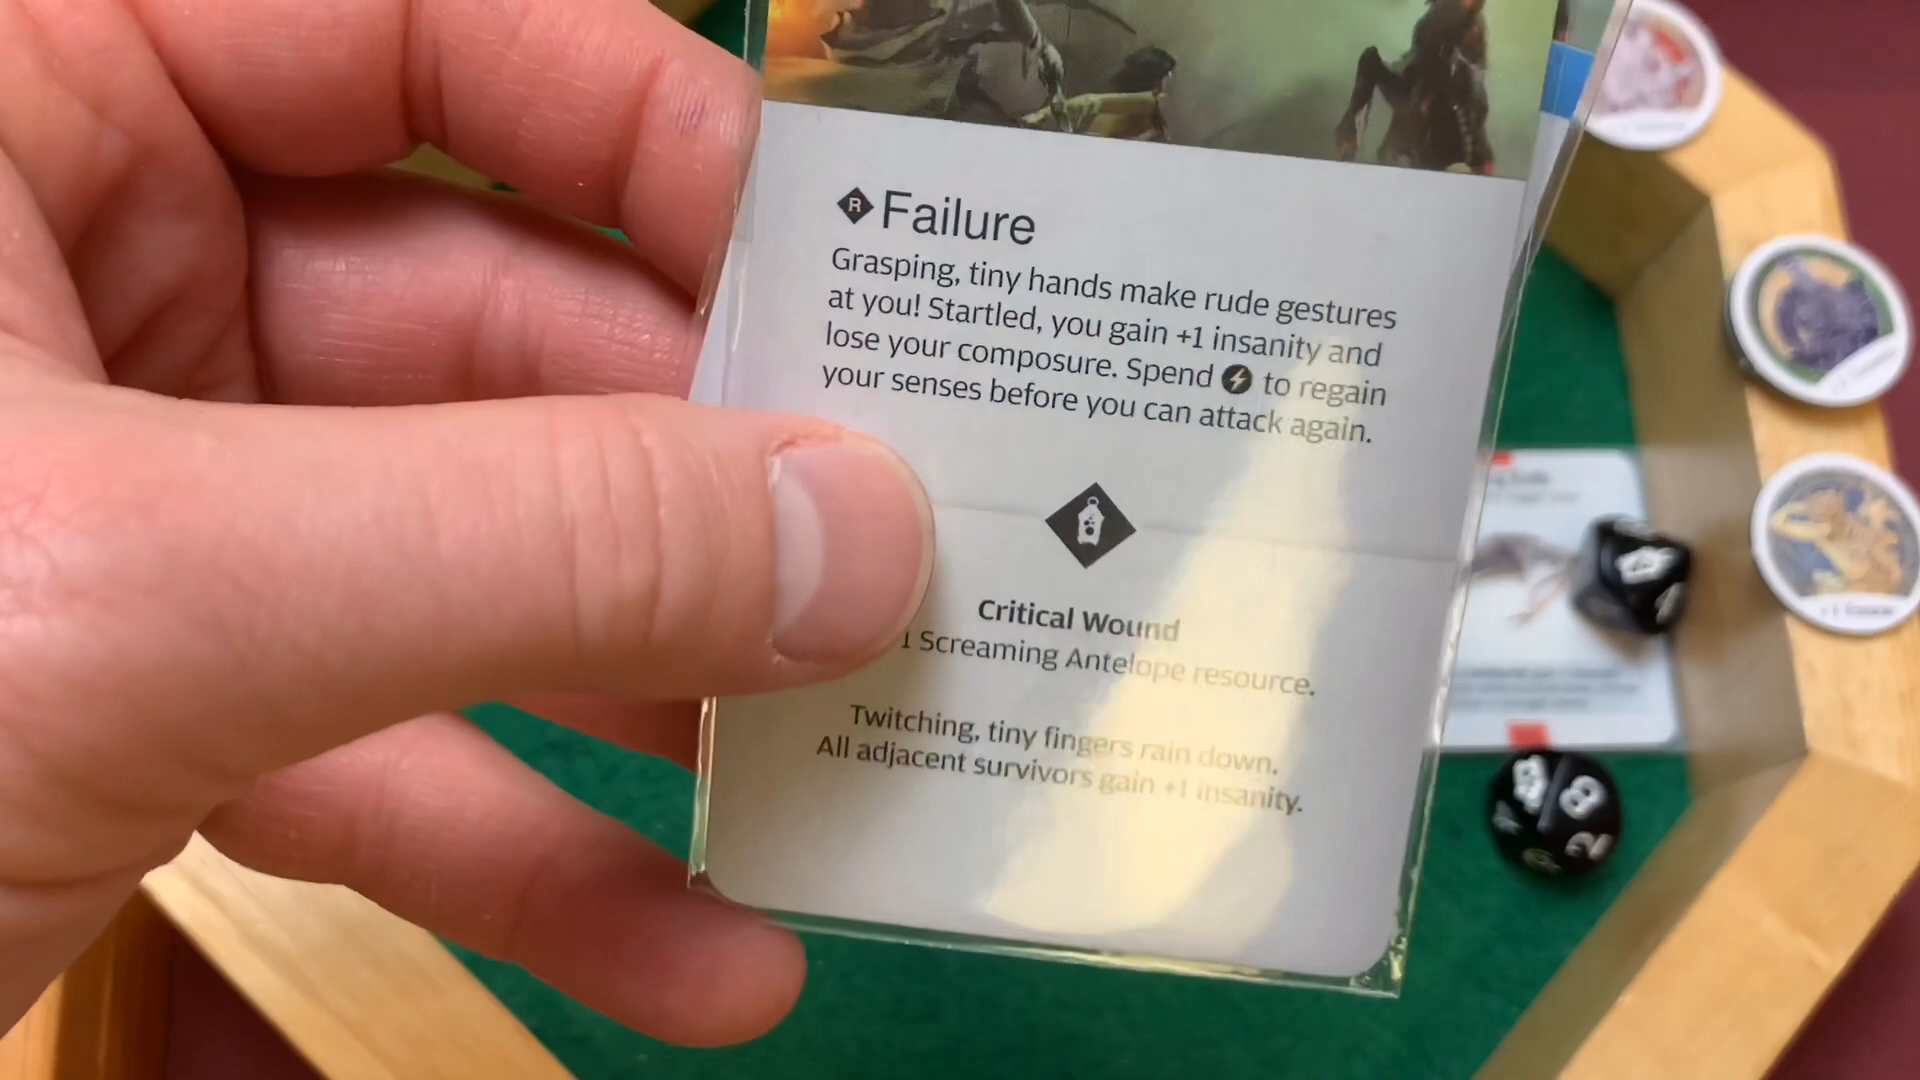 R Failure
Grasping, tiny hands make rude gestures
at you! Startled, you gain +1 insanity and
lose your composure. Spend to regain
your senses before you can attack again.
Critical Wound
1 Screaming Antelope resource.
Twitching, tiny fingers rain down.
All adjacent survivors gain +1 insanity.
8